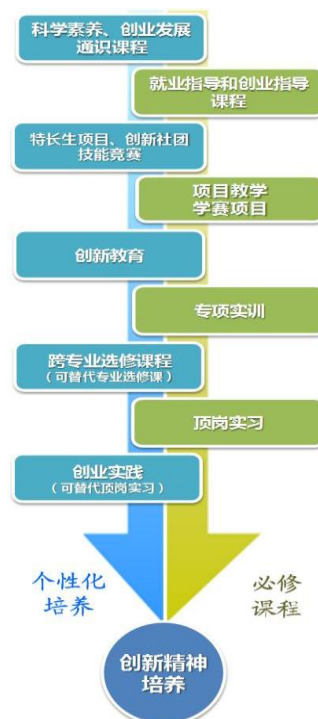 科学素养、创业发展
通识课程
就业指导和创业指导
课程
特长生项目、创新社团
技能竞赛
项目教学
学赛项目
创新教育
专项实训
跨专业选修课程
（可替代专业选修课）
顶岗实习
创业实践
（可替代顶岗实习）
个性化
培养
必修
课程
创新精神
培养